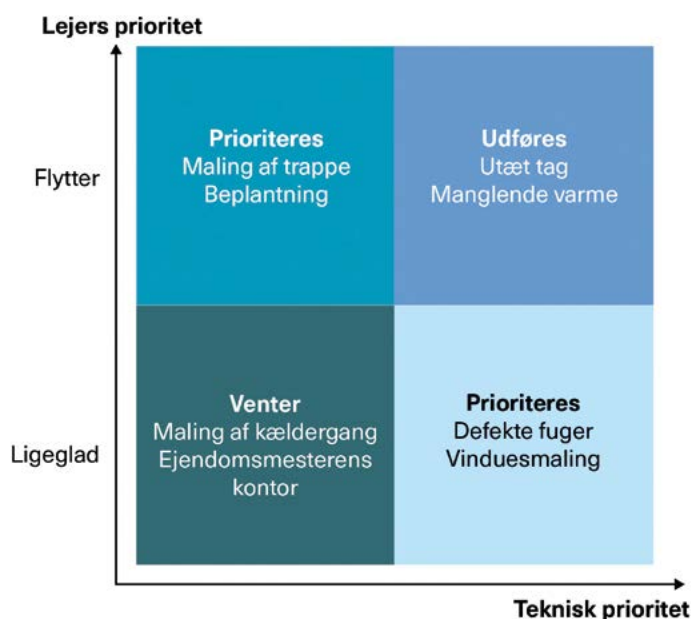 Lejers prioritet
Flytter
Prioriteres
Maling af trappe
Beplantning
Udføres
Utæt tag
Manglende varme
Ligeglad
Venter
Maling af kældergang
Ejendomsmesterens
kontor
Prioriteres
Defekte fuger
Vinduesmaling
Teknisk prioritet